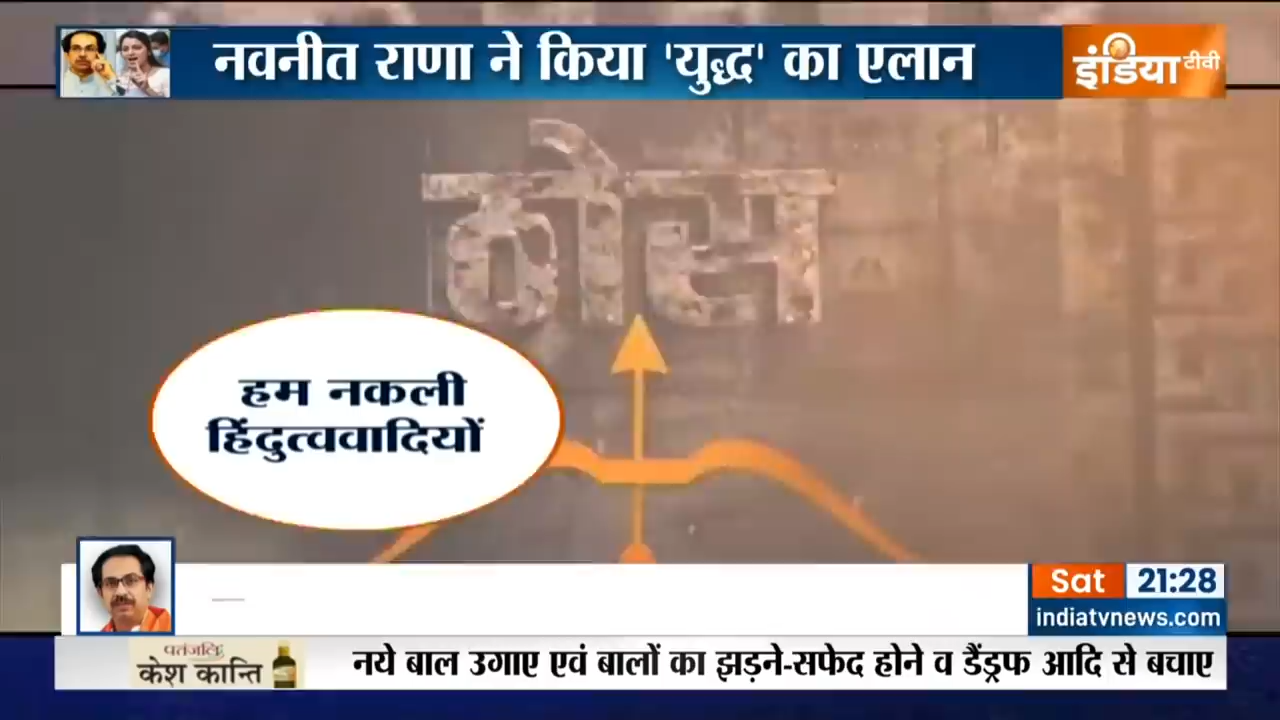 नवनीत राणा ने किया 'युद्ध' का एलान
इंडिया टीवी
ठोस
हम नकली
हिंदुत्ववादियों
Sat 21:28
indiatvnews.com
पतंजलि
केश कान्ति
नये बाल उगाए एवं बालों का झड़ने-सफेद होने व डैंड्रफ आदि से बचाए